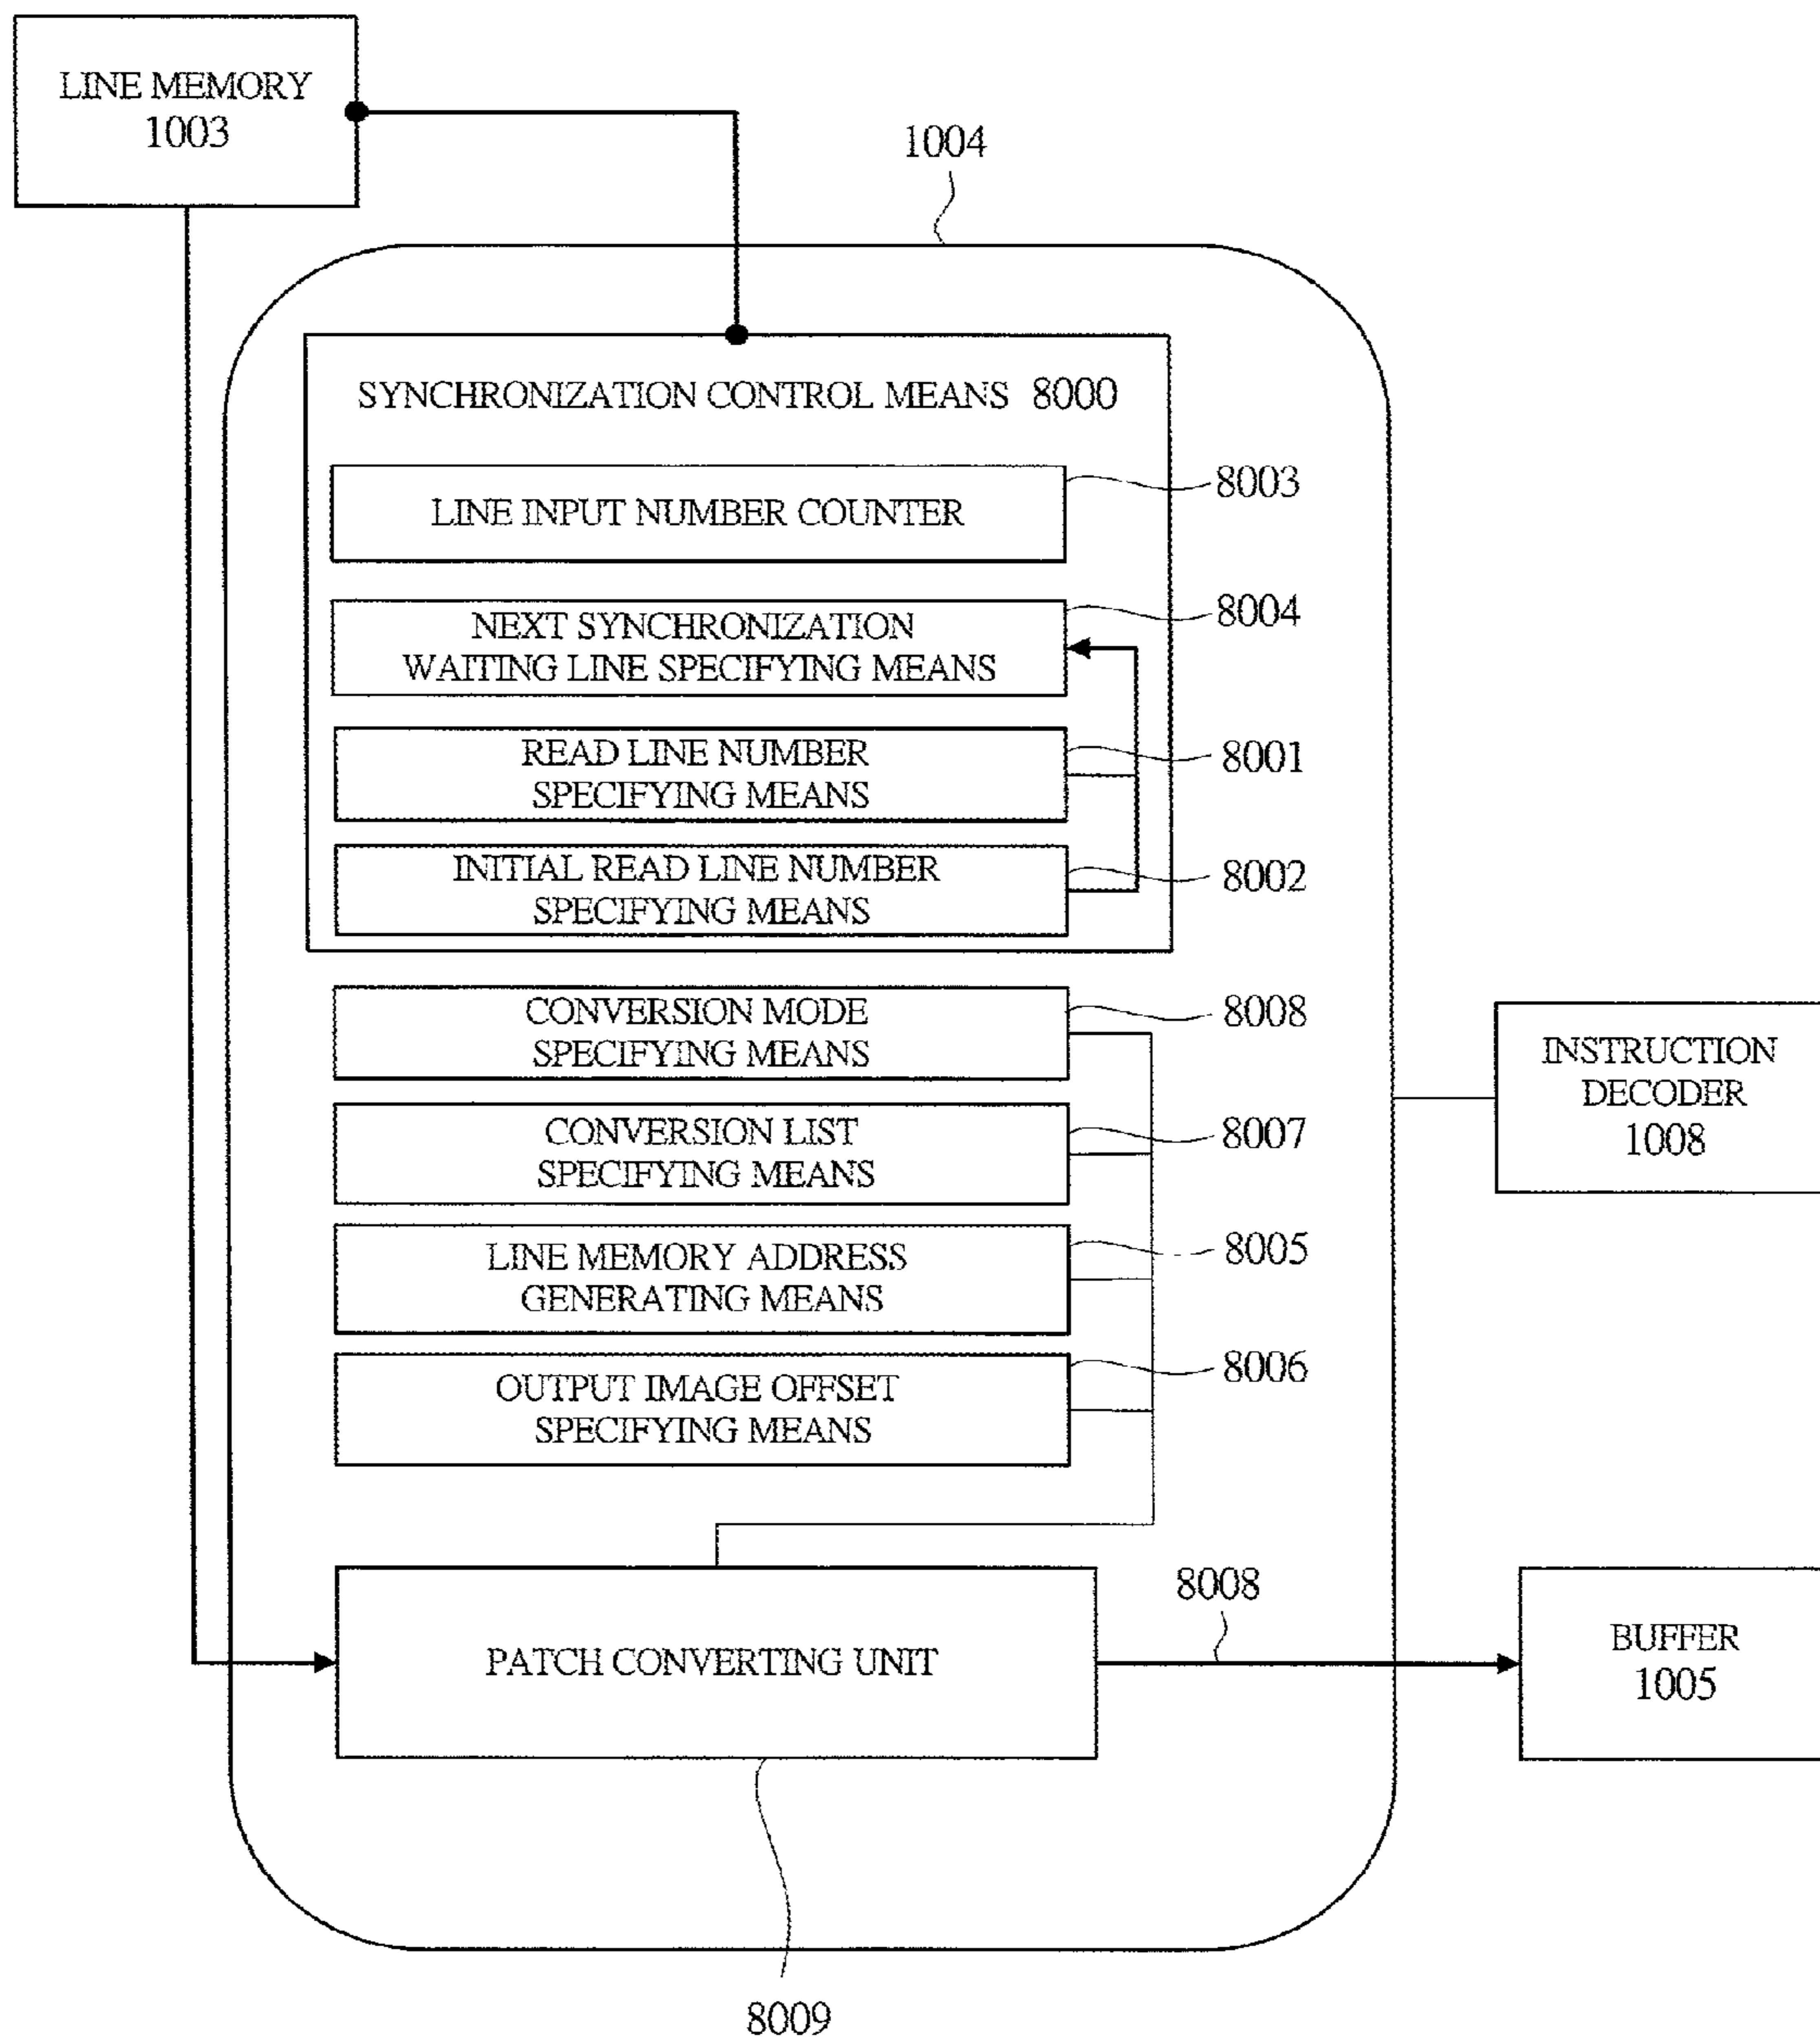 LINE MEMORY
1003
1004
SYNCHRONIZATION CONTROL MEANS 8000
LINE INPUT NUMBER COUNTER
8003
NEXT SYNCHRONIZATION
WAITING LINE SPECIFYING MEANS
8004
READ LINE NUMBER
SPECIFYING MEANS
8001
INITIAL READ LINE NUMBER
SPECIFYING MEANS
8002
CONVERSION MODE
SPECIFYING MEANS
8008
INSTRUCTION
DECODER
1008
CONVERSION LIST
SPECIFYING MEANS
8007
LINE MEMORY ADDRESS
GENERATING MEANS
8005
OUTPUT IMAGE OFFSET
SPECIFYING MEANS
8006
PATCH CONVERTING UNIT
8008
BUFFER
1005
8009